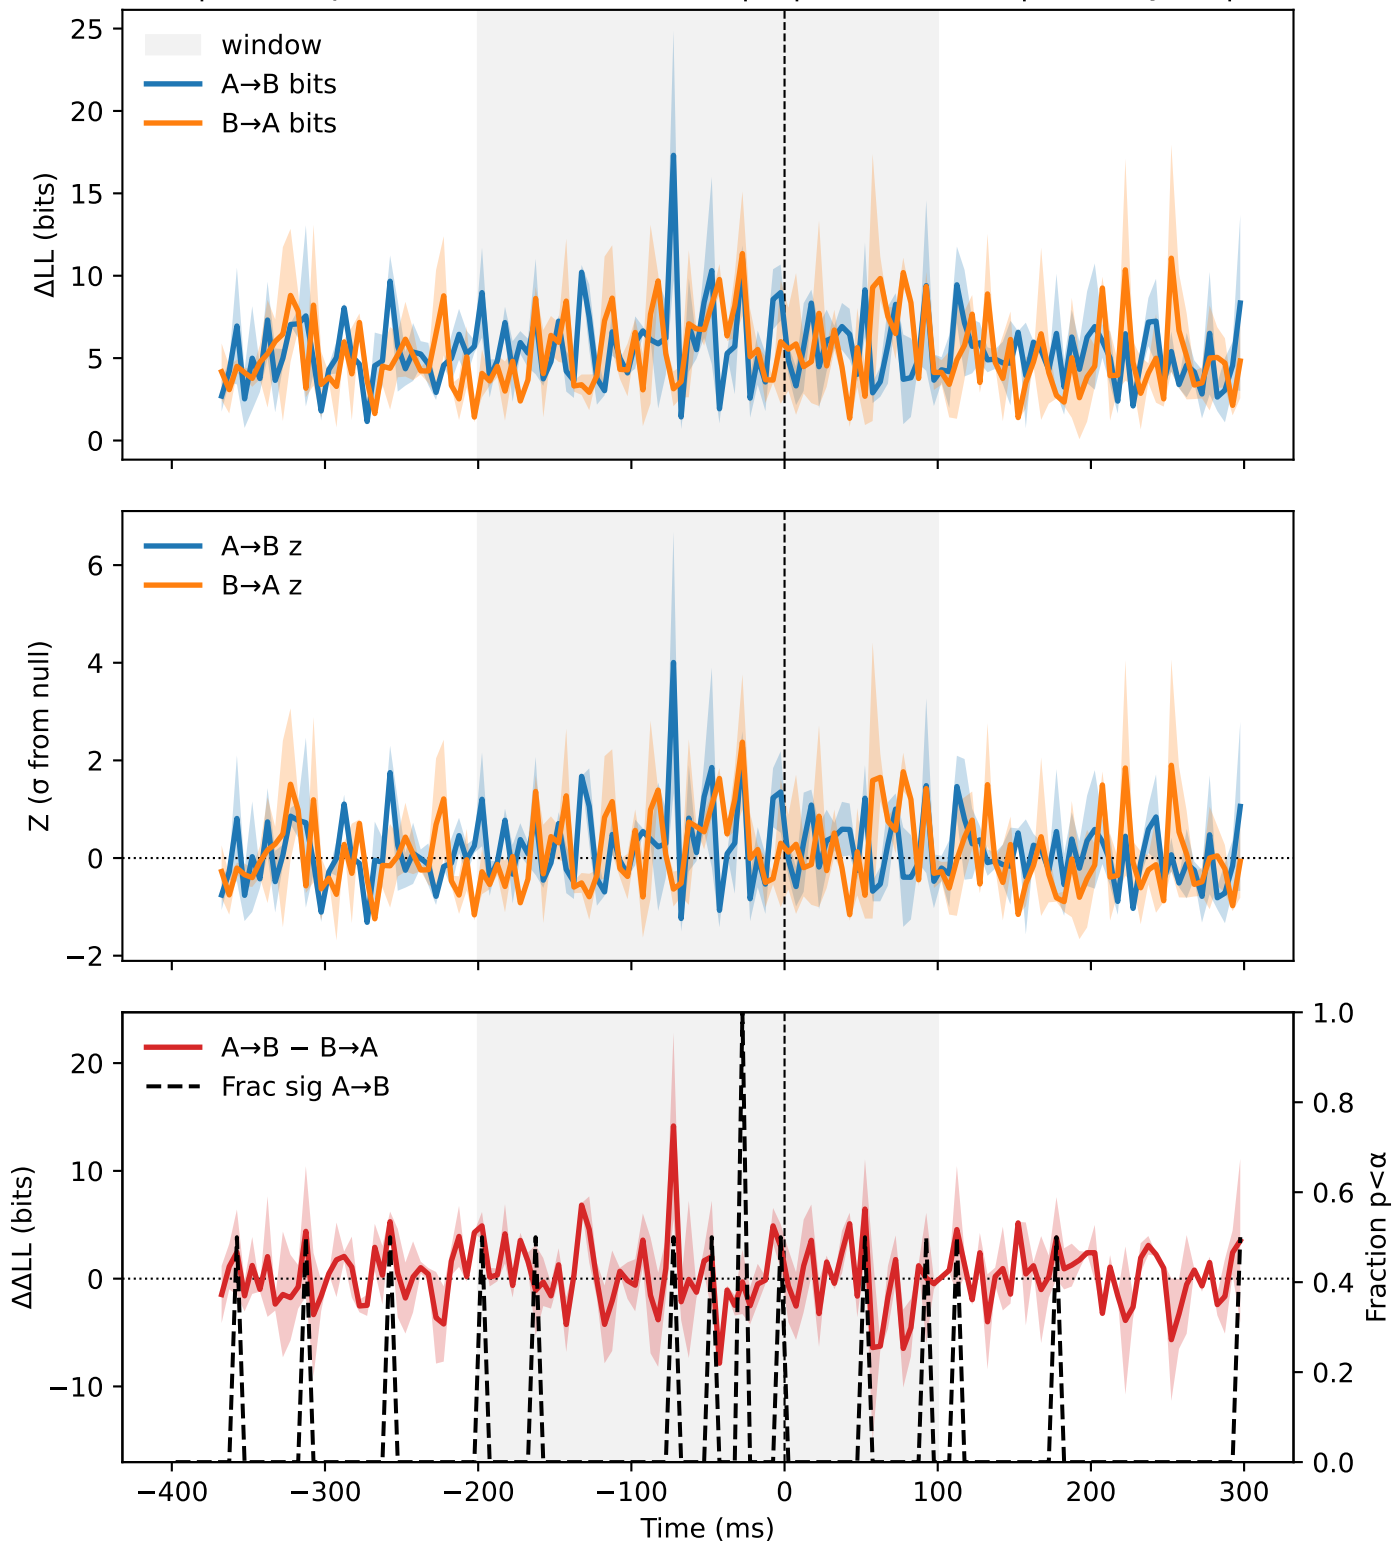 25
20
15
10
5
0
ΔLL (bits)
window
A→B bits
B→A bits
6
4
2
0
−2
Z (σ from null)
A→B z
B→A z
20
10
0
−10
ΔΔLL (bits)
A→B − B→A
Frac sig A→B
1.0
0.8
0.6
0.4
0.2
0.0
Fraction p<α
−400 −300 −200 −100 0 100 200 300
Time (ms)